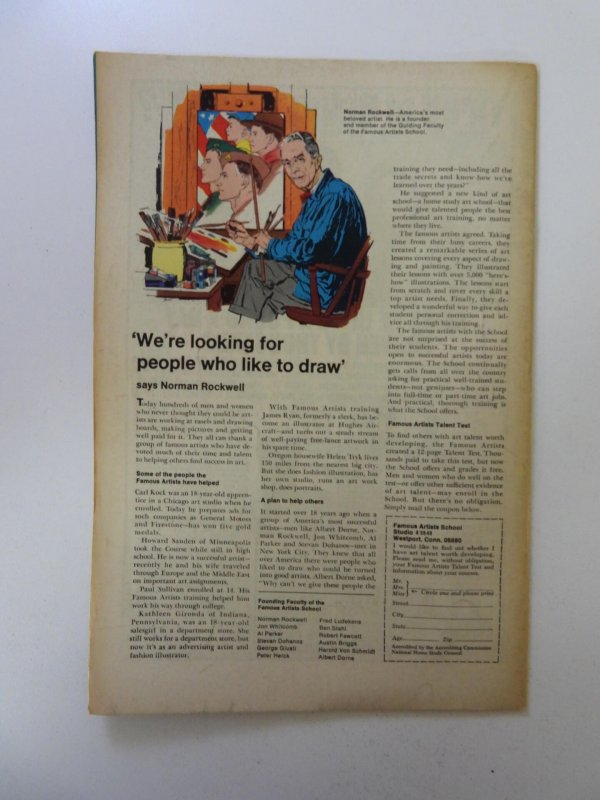 Norman Rockwell—America's most
beloved artist. He is a founder
and member of the Guiding Faculty
of the Famous Artists School.
'We're looking for
people who like to draw'
says Norman Rockwell
Today hundreds of men and women
who never thought they could be art-
ists are working at easels and drawing
boards, making pictures and getting
well paid for it. They all can thank a
group of famous artists who have de-
voted much of their time and talent
to helping others find success in art.
Some of the people the
Famous Artists have helped
Carl Kock was an 18-year-old appren-
tice in a Chicago art studio when he
enrolled. Today he prepares ads for
such companies as General Motors
and Firestone—has won five gold
medals.
Howard Sanden of Minneapolis
took the Course while still in high
school. He is now a successful artist—
recently he and his wife traveled
through Europe and the Middle East
on important art assignments.
Paul Sullivan enrolled at 14. His
Famous Artists training helped him
work his way through college.
Kathleen Gironda of Indiana,
Pennsylvania, was an 18-year-old
salesgirl in a department store. She
still works for a department store, but
now it's as an advertising artist and
fashion illustrator.
With Famous Artists training
James Ryan, formerly a clerk, has be-
come an illustrator at Hughes Air-
craft—and turns out a steady stream
of well-paying free-lance artwork in
his spare time.
Oregon housewife Helen Tryk lives
150 miles from the nearest big city.
But she does fashion illustration, has
her own studio, runs an art work
shop, does portraits.
A plan to help others
It started over 18 years ago when a
group of America's most successful
artists—men like Albert Dorne, Nor-
man Rockwell, Jon Whitcomb, Al
Parker and Stevan Dohanos—met in
New York City. They knew that all
over America there were people who
liked to draw who could be turned
into good artists. Albert Dorne asked,
"Why can't we give these people the
Founding Faculty of the
Famous Artists School
Norman Rockwell
Jon Whitcomb
Al Parker
Stevan Dohanos
George Giusti
Peter Helck
Fred Ludekens
Ben Stahl
Robert Fawcett
Austin Briggs
Harold Von Schmidt
Albert Dorne
training they need—including all the
trade secrets and know-how we've
learned over the years?"
He suggested a new kind of art
school—a home study art school—that
would give talented people the best
professional art training, no matter
where they live.
The famous artists agreed. Taking
time from their busy careers, they
created a remarkable series of art
lessons covering every aspect of draw-
ing and painting. They illustrated
their lessons with over 5,000 "here's-
how" illustrations. The lessons start
from scratch and cover every skill a
top artist needs. Finally, they de-
veloped a wonderful way to give each
student personal correction and ad-
vice all through his training.
The famous artists with the School
are not surprised at the success of
their students. The opportunities
open to successful artists today are
enormous. The School continually
gets calls from all over the country
asking for practical well-trained stu-
dents—not geniuses—who can step
into full-time or part-time art jobs.
And practical, thorough training is
what the School offers.
Famous Artists Talent Test
To find others with art talent worth
developing, the Famous Artists
created a 12-page Talent Test. Thou-
sands paid to take this test, but now
the School offers and grades it free.
Men and women who do well on the
test—or offer other sufficient evidence
of art talent—may enroll in the
School. But there's no obligation.
Simply mail the coupon below.
Famous Artists School
Studio
Westport, Conn. 06880
I would like to find out whether I
have art talent worth developing.
Please send me, without obligation,
your Famous Artists Talent Test and
information about your courses.
Mr.
Mrs.
Miss Circle one and please print
Street
City
State
Age Zip
Accredited by the Accrediting Commission
National Home Study Council